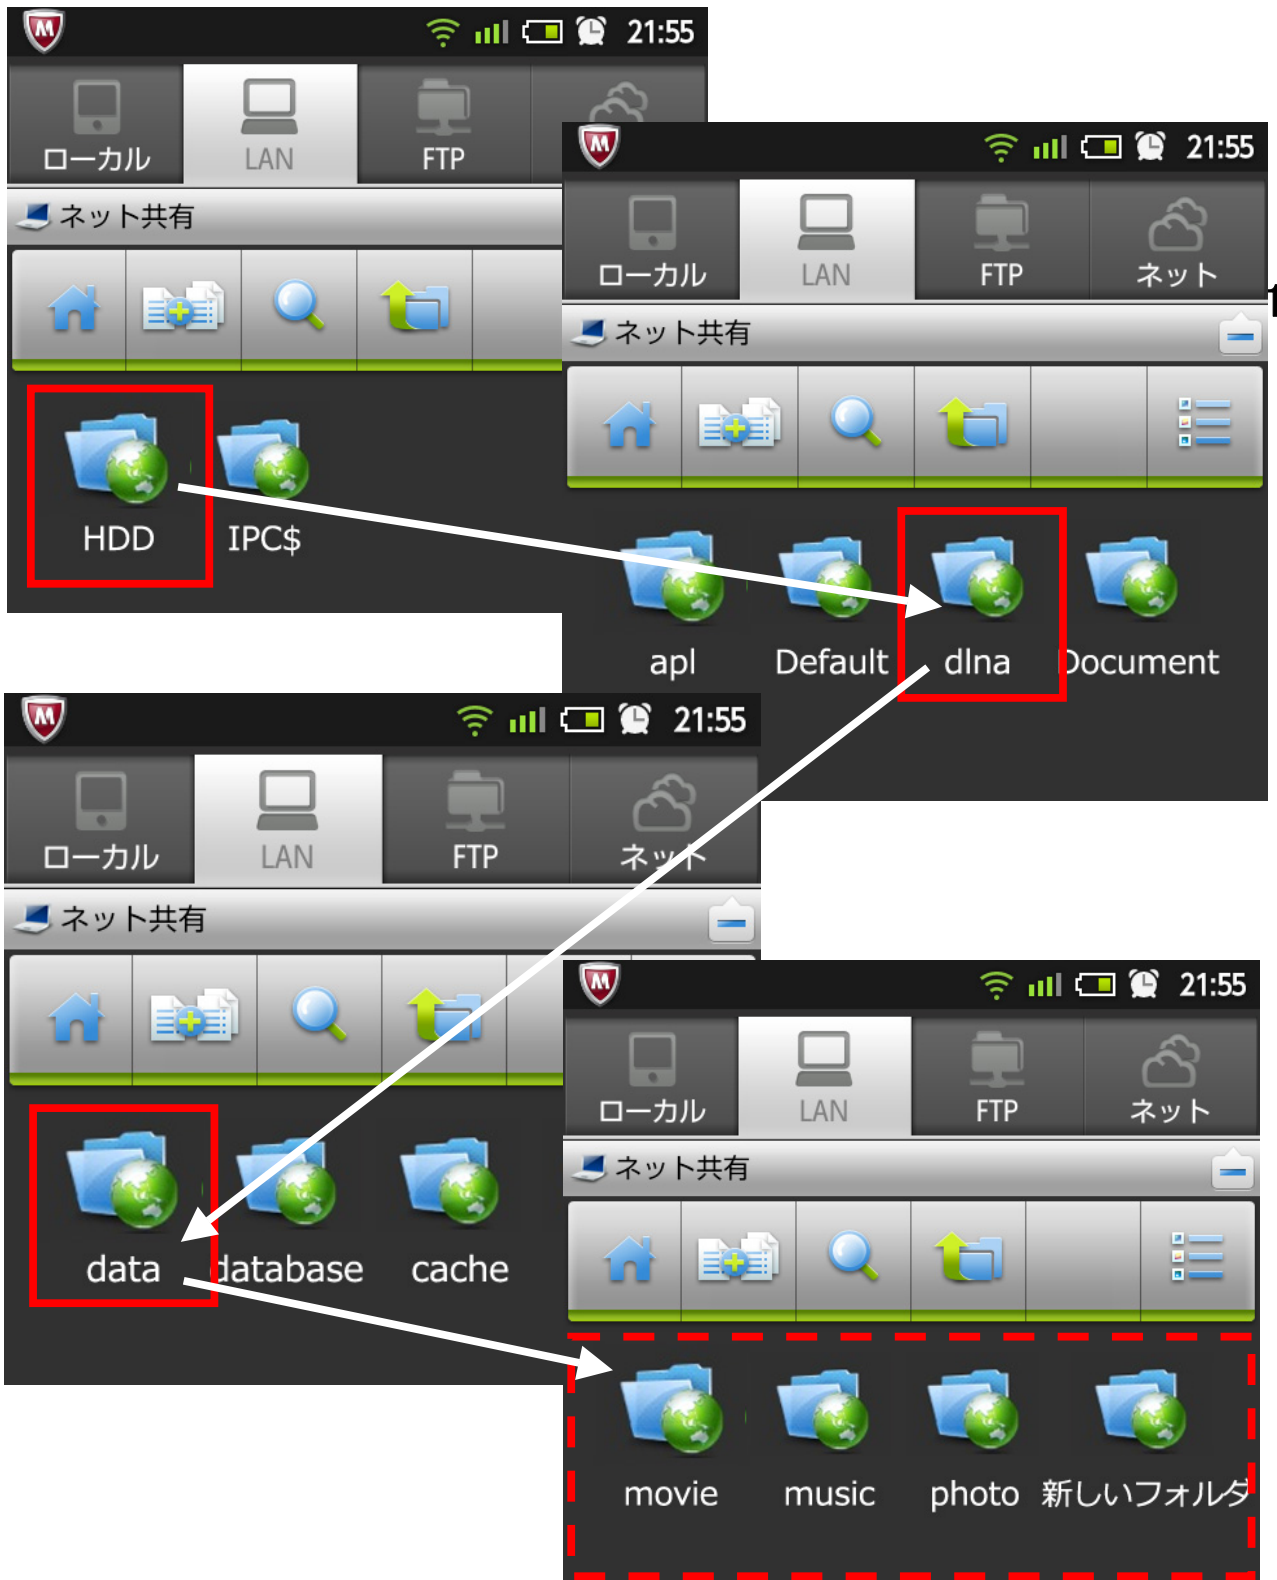 21:55
ローカル LAN FTP
ネット共有
HDD IPC$
21:55
ローカル LAN FTP ネット
ネット共有
apl Default dlna Document
21:55
ローカル LAN FTP ネット
ネット共有
data database cache
21:55
ローカル LAN FTP ネット
ネット共有
movie music photo 新しいフォルダ